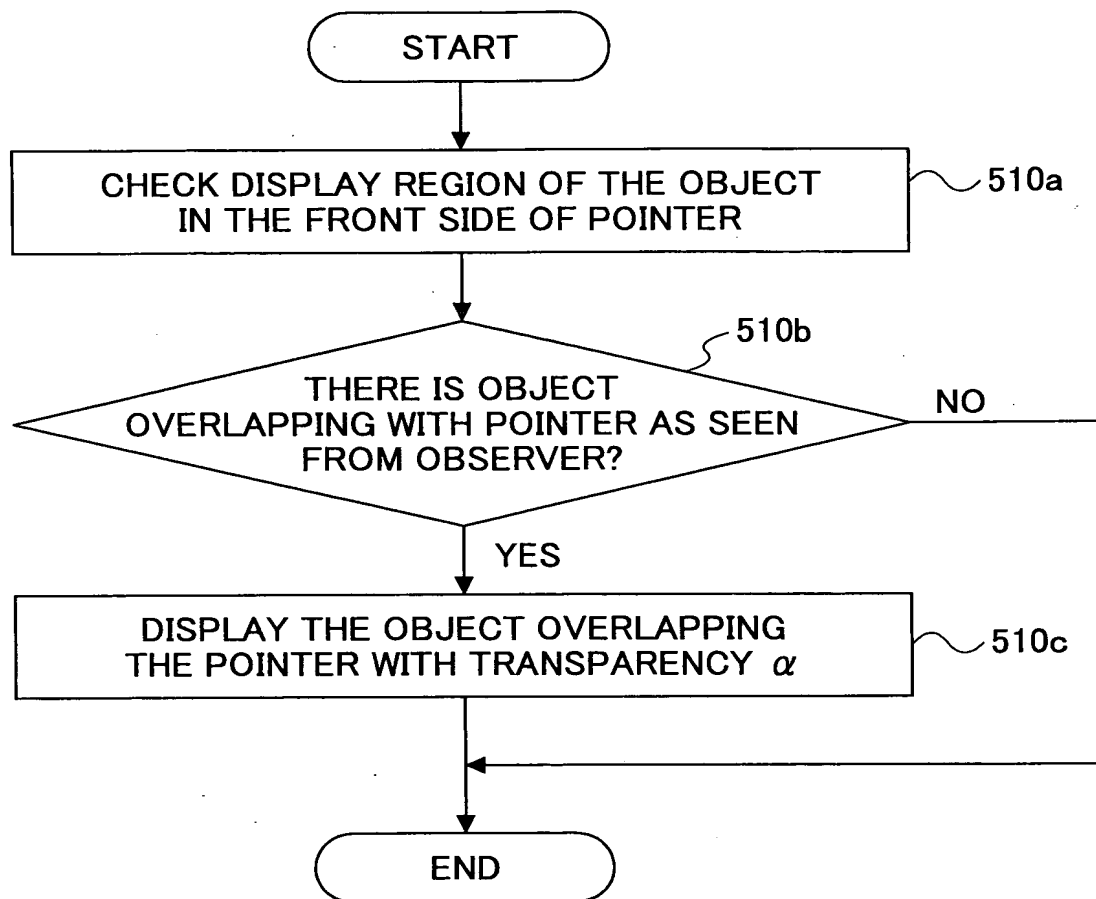 START
CHECK DISPLAY REGION OF THE OBJECT
IN THE FRONT SIDE OF POINTER
510a
510b
THERE IS OBJECT
OVERLAPPING WITH POINTER AS SEEN
FROM OBSERVER?
NO
YES
DISPLAY THE OBJECT OVERLAPPING
THE POINTER WITH TRANSPARENCY α
510c
END